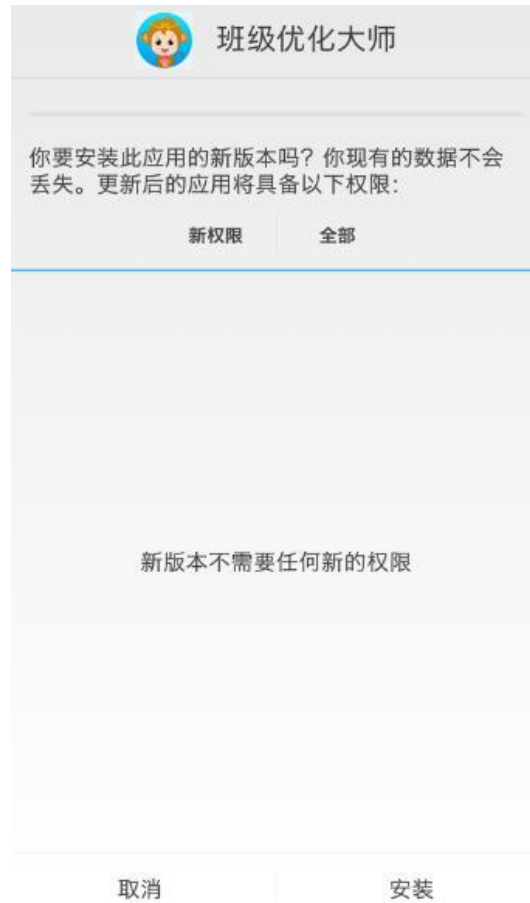 班级优化大师
你要安装此应用的新版本吗？你现有的数据不会
丢失。更新后的应用将具备以下权限：
新权限 全部
新版本不需要任何新的权限
取消 安装